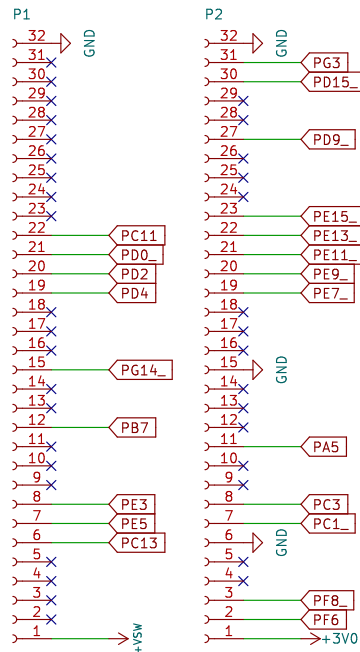 P1
32 GND
31
30
29
28
27
26
25
24
23
22 PC11
21 PD0_
20 PD2
19 PD4
18
17
16
15 PG14_
14
13
12 PB7
11
10
9
8 PE3
7 PE5
6 PC13
5
4
3
2
1 +VSW
P2
32 GND
31 PG3
30 PD15_
29
28
27 PD9_
26
25
24
23 PE15_
22 PE13_
21 PE11_
20 PE9_
19 PE7_
18
17
16
15 GND
14
13
12
11 PA5
10
9
8 PC3
7 PC1_
6 GND
5
4
3 PF8_
2 PF6
1 +3V0